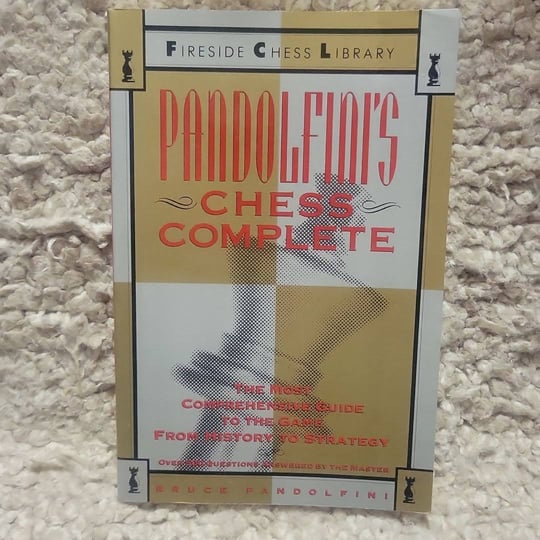 FIRESIDE CHESS LIBRARY
PANDOLFINI'S
CHESS
COMPLETE
THE MOST
COMPREHENSIVE GUIDE
TO THE GAME
FROM HISTORY TO STRATEGY
OVER QUESTIONS ANSWERED BY THE MASTER
BRUCE PANDOLFINI